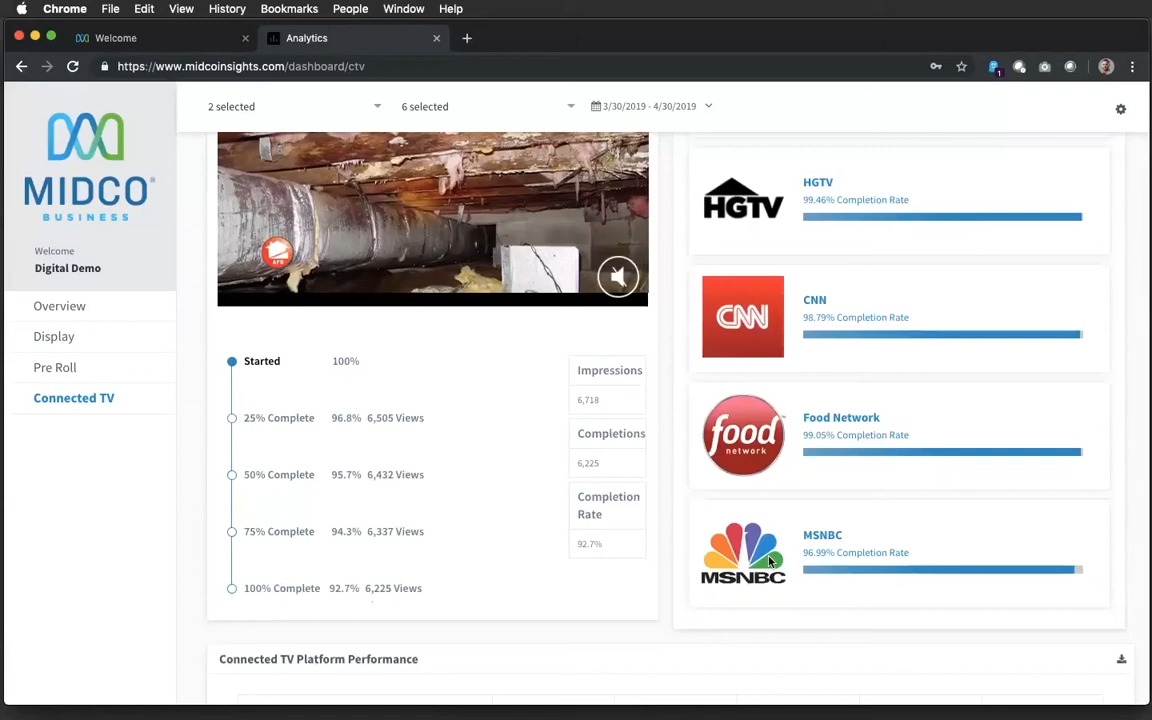 Chrome File Edit View History Bookmarks People Window Help
Welcome
Analytics
https://www.midcoinsights.com/dashboard/ctv
1
MIDCO
BUSINESS
Welcome
Digital Demo
Overview
Display
Pre Roll
Connected TV
2 selected
6 selected
3/30/2019 - 4/30/2019
AFS
Started 100%
25% Complete 96.8% 6,505 Views
50% Complete 95.7% 6,432 Views
75% Complete 94.3% 6,337 Views
100% Complete 92.7% 6,225 Views
Impressions
6,718
Completions
6,225
Completion
Rate
92.7%
HGTV
HGTV
99.46% Completion Rate
CNN
CNN
98.79% Completion Rate
food
network
Food Network
99.05% Completion Rate
MSNBC
MSNBC
96.99% Completion Rate
Connected TV Platform Performance